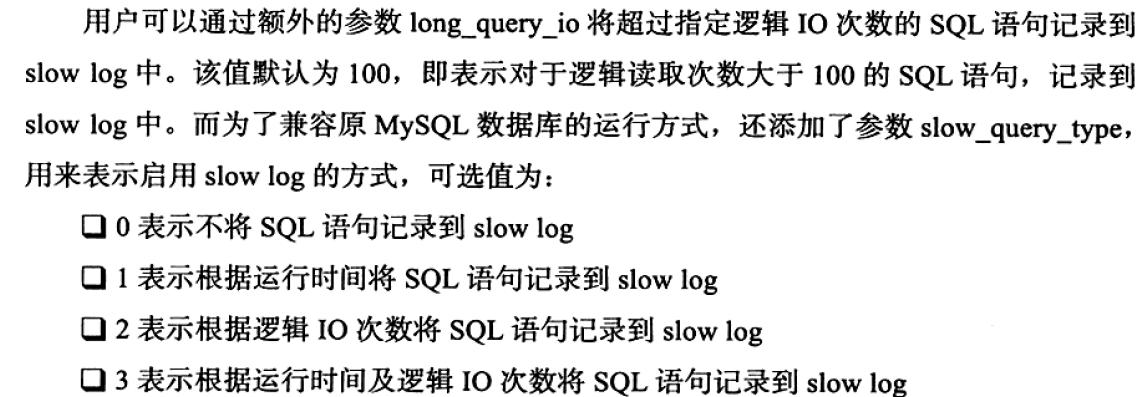 用户可以通过额外的参数 long_query_io 将超过指定逻辑 IO 次数的 SQL 语句记录到
slow log 中。该值默认为 100，即表示对于逻辑读取次数大于 100 的 SQL 语句，记录到
slow log 中。而为了兼容原 MySQL 数据库的运行方式，还添加了参数 slow_query_type，
用来表示启用 slow log 的方式，可选值为：
❑ 0 表示不将 SQL 语句记录到 slow log
❑ 1 表示根据运行时间将 SQL 语句记录到 slow log
❑ 2 表示根据逻辑 IO 次数将 SQL 语句记录到 slow log
❑ 3 表示根据运行时间及逻辑 IO 次数将 SQL 语句记录到 slow log